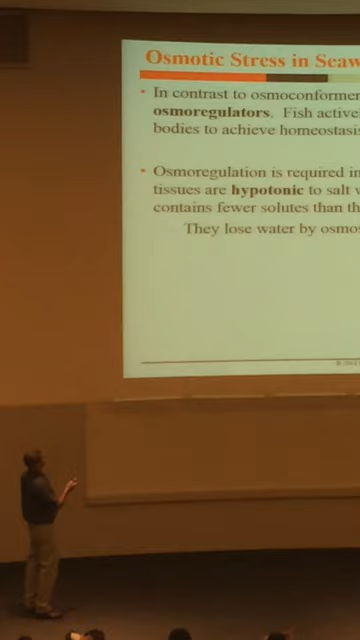 Osmotic Stress in Seaw
• In contrast to osmoconformer
osmoregulators. Fish active
bodies to achieve homeostasis
• Osmoregulation is required in
tissues are hypotonic to salt w
contains fewer solutes than th
They lose water by osmo